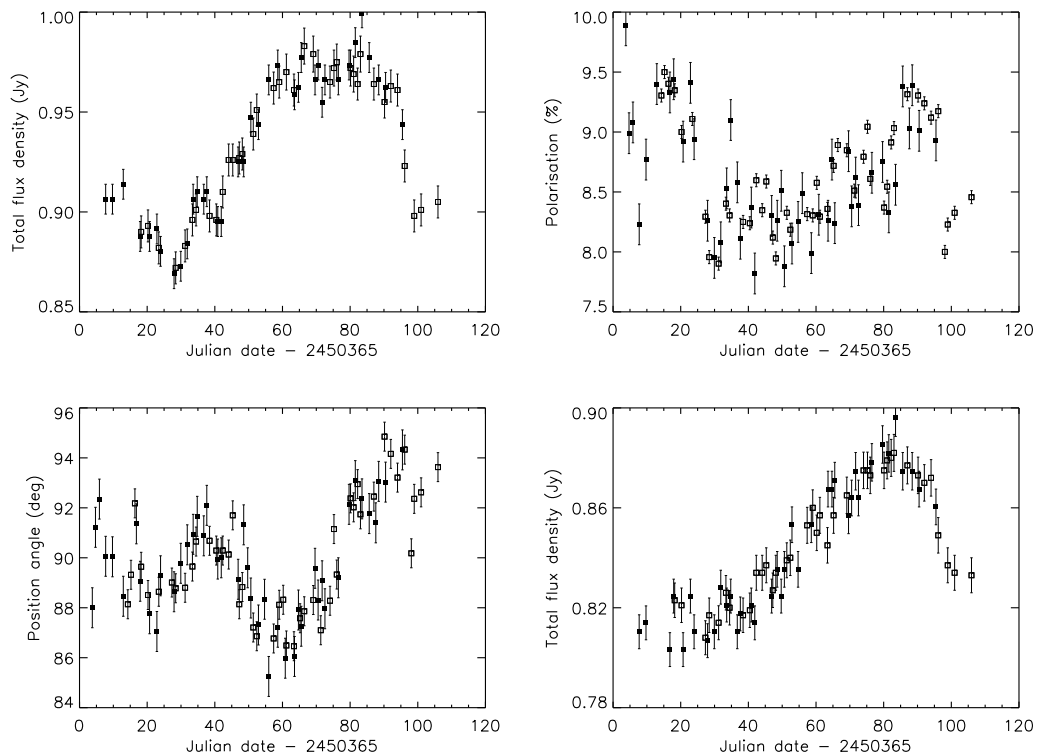 1.00
0.95
0.90
0.85
Total flux density (Jy)
0 20 40 60 80 100 120
Julian date − 2450365
10.0
9.5
9.0
8.5
8.0
7.5
Polarisation (%)
0 20 40 60 80 100 120
Julian date − 2450365
96
94
92
90
88
86
84
Position angle (deg)
0 20 40 60 80 100 120
Julian date − 2450365
0.90
0.86
0.82
0.78
Total flux density (Jy)
0 20 40 60 80 100 120
Julian date − 2450365